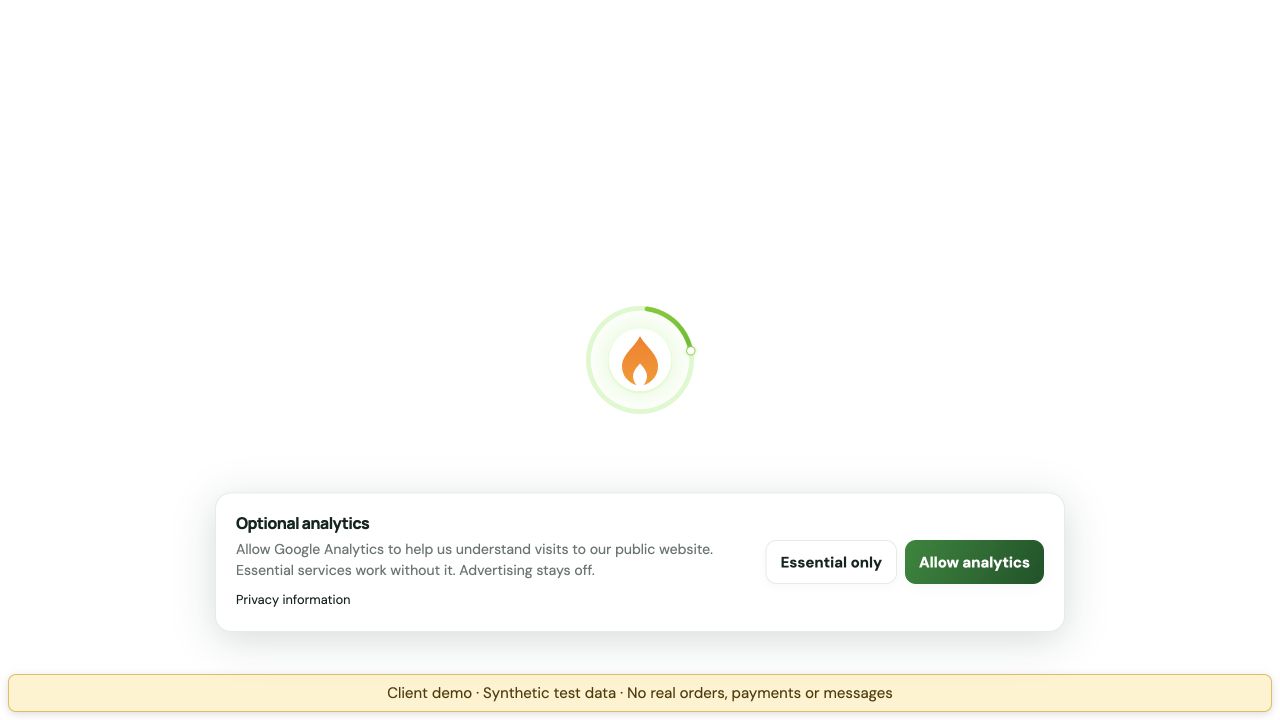 Optional analytics
Allow Google Analytics to help us understand visits to our public website.
Essential services work without it. Advertising stays off.
Privacy information
Essential only
Allow analytics
Client demo · Synthetic test data · No real orders, payments or messages